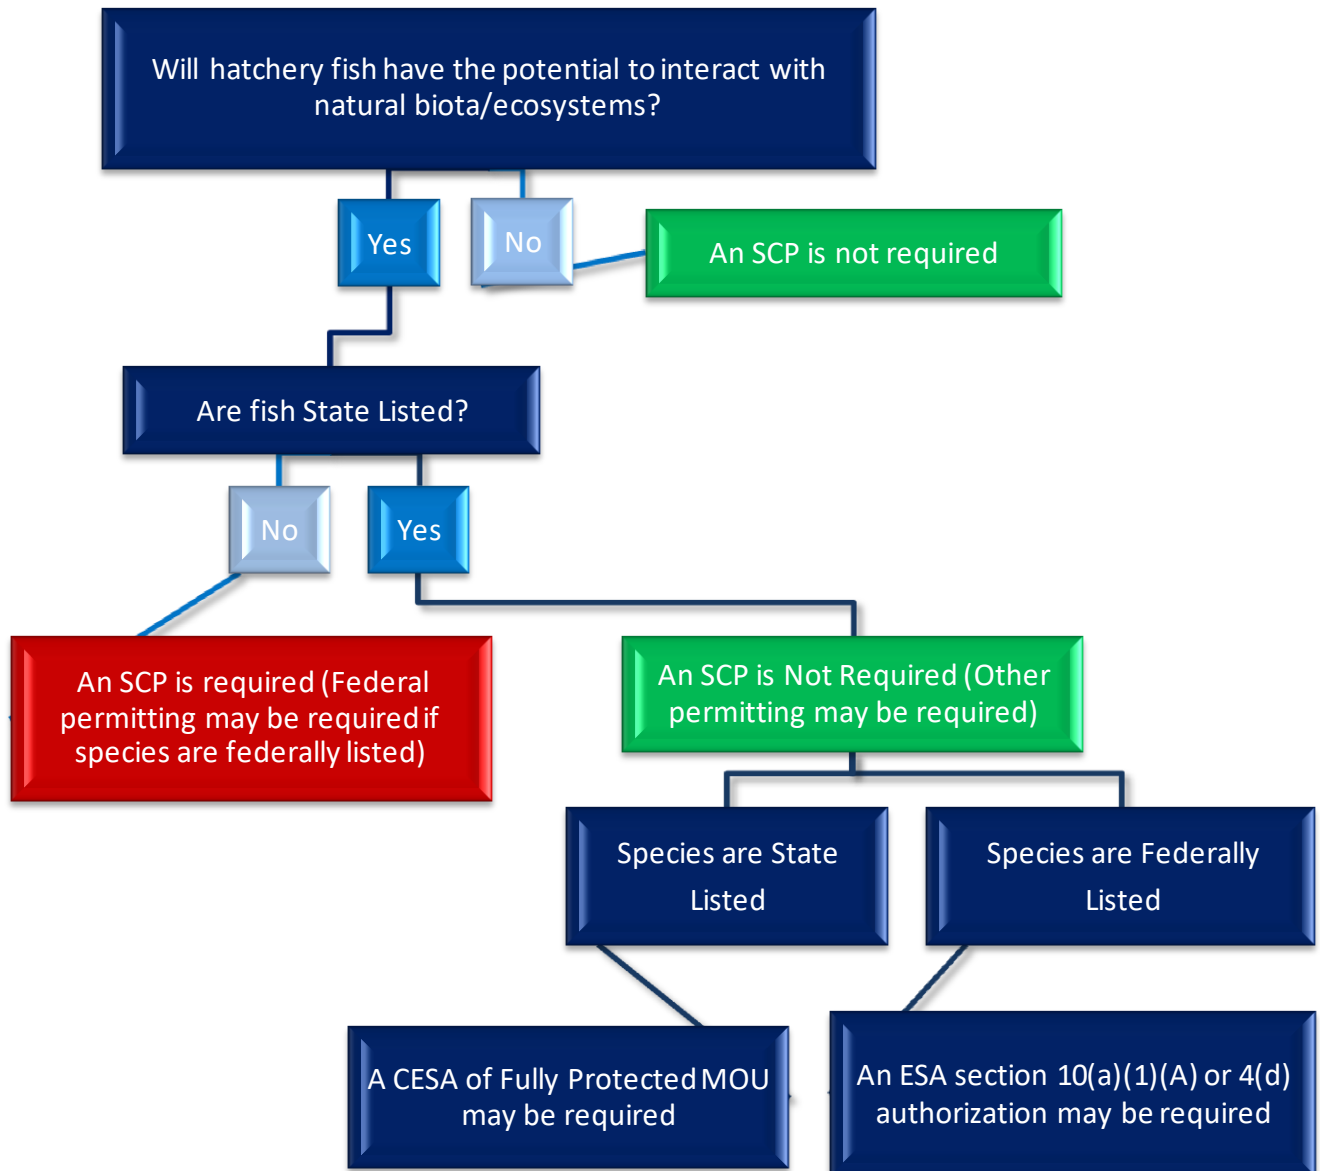 Will hatchery fish have the potential to interact with
natural biota/ecosystems?
Yes
No
An SCP is not required
Are fish State Listed?
No
Yes
An SCP is required (Federal
permitting may be required if
species are federally listed)
An SCP is Not Required (Other
permitting may be required)
Species are State
Listed
Species are Federally
Listed
A CESA of Fully Protected MOU
may be required
An ESA section 10(a)(1)(A) or 4(d)
authorization may be required